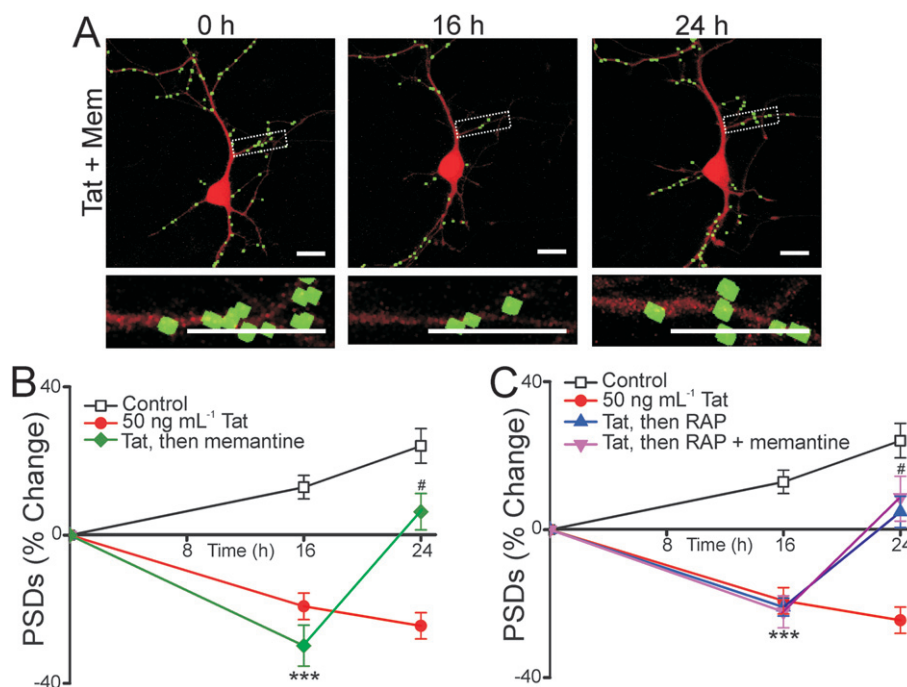 A
0 h
16 h
24 h
Tat + Mem
B
40
Control
50 ng mL⁻¹ Tat
Tat, then memantine
#
PSDs (% Change)
0
8
Time (h)
16
24
***
-40
C
40
Control
50 ng mL⁻¹ Tat
Tat, then RAP
Tat, then RAP + memantine
#
PSDs (% Change)
0
8
Time (h)
16
24
***
-40